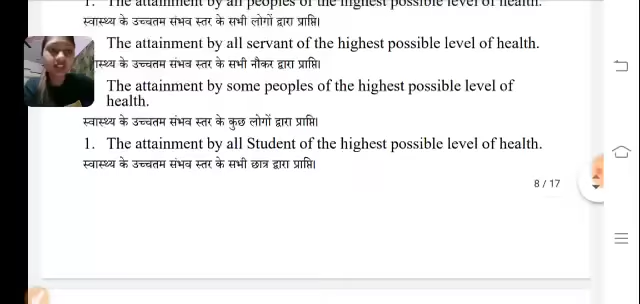 1. The attainment by all peoples of the highest possible level of health.
स्वास्थ्य के उच्चतम संभव स्तर के सभी लोगों द्वारा प्राप्ति।
The attainment by all servant of the highest possible level of health.
के उच्चतम संभव स्तर के सभी नौकर द्वारा प्राप्ति।
The attainment by some peoples of the highest possible level of
health.
स्वास्थ्य के उच्चतम संभव स्तर के कुछ लोगों द्वारा प्राप्ति।
1. The attainment by all Student of the highest possible level of health.
स्वास्थ्य के उच्चतम संभव स्तर के सभी छात्र द्वारा प्राप्ति।
8 / 17